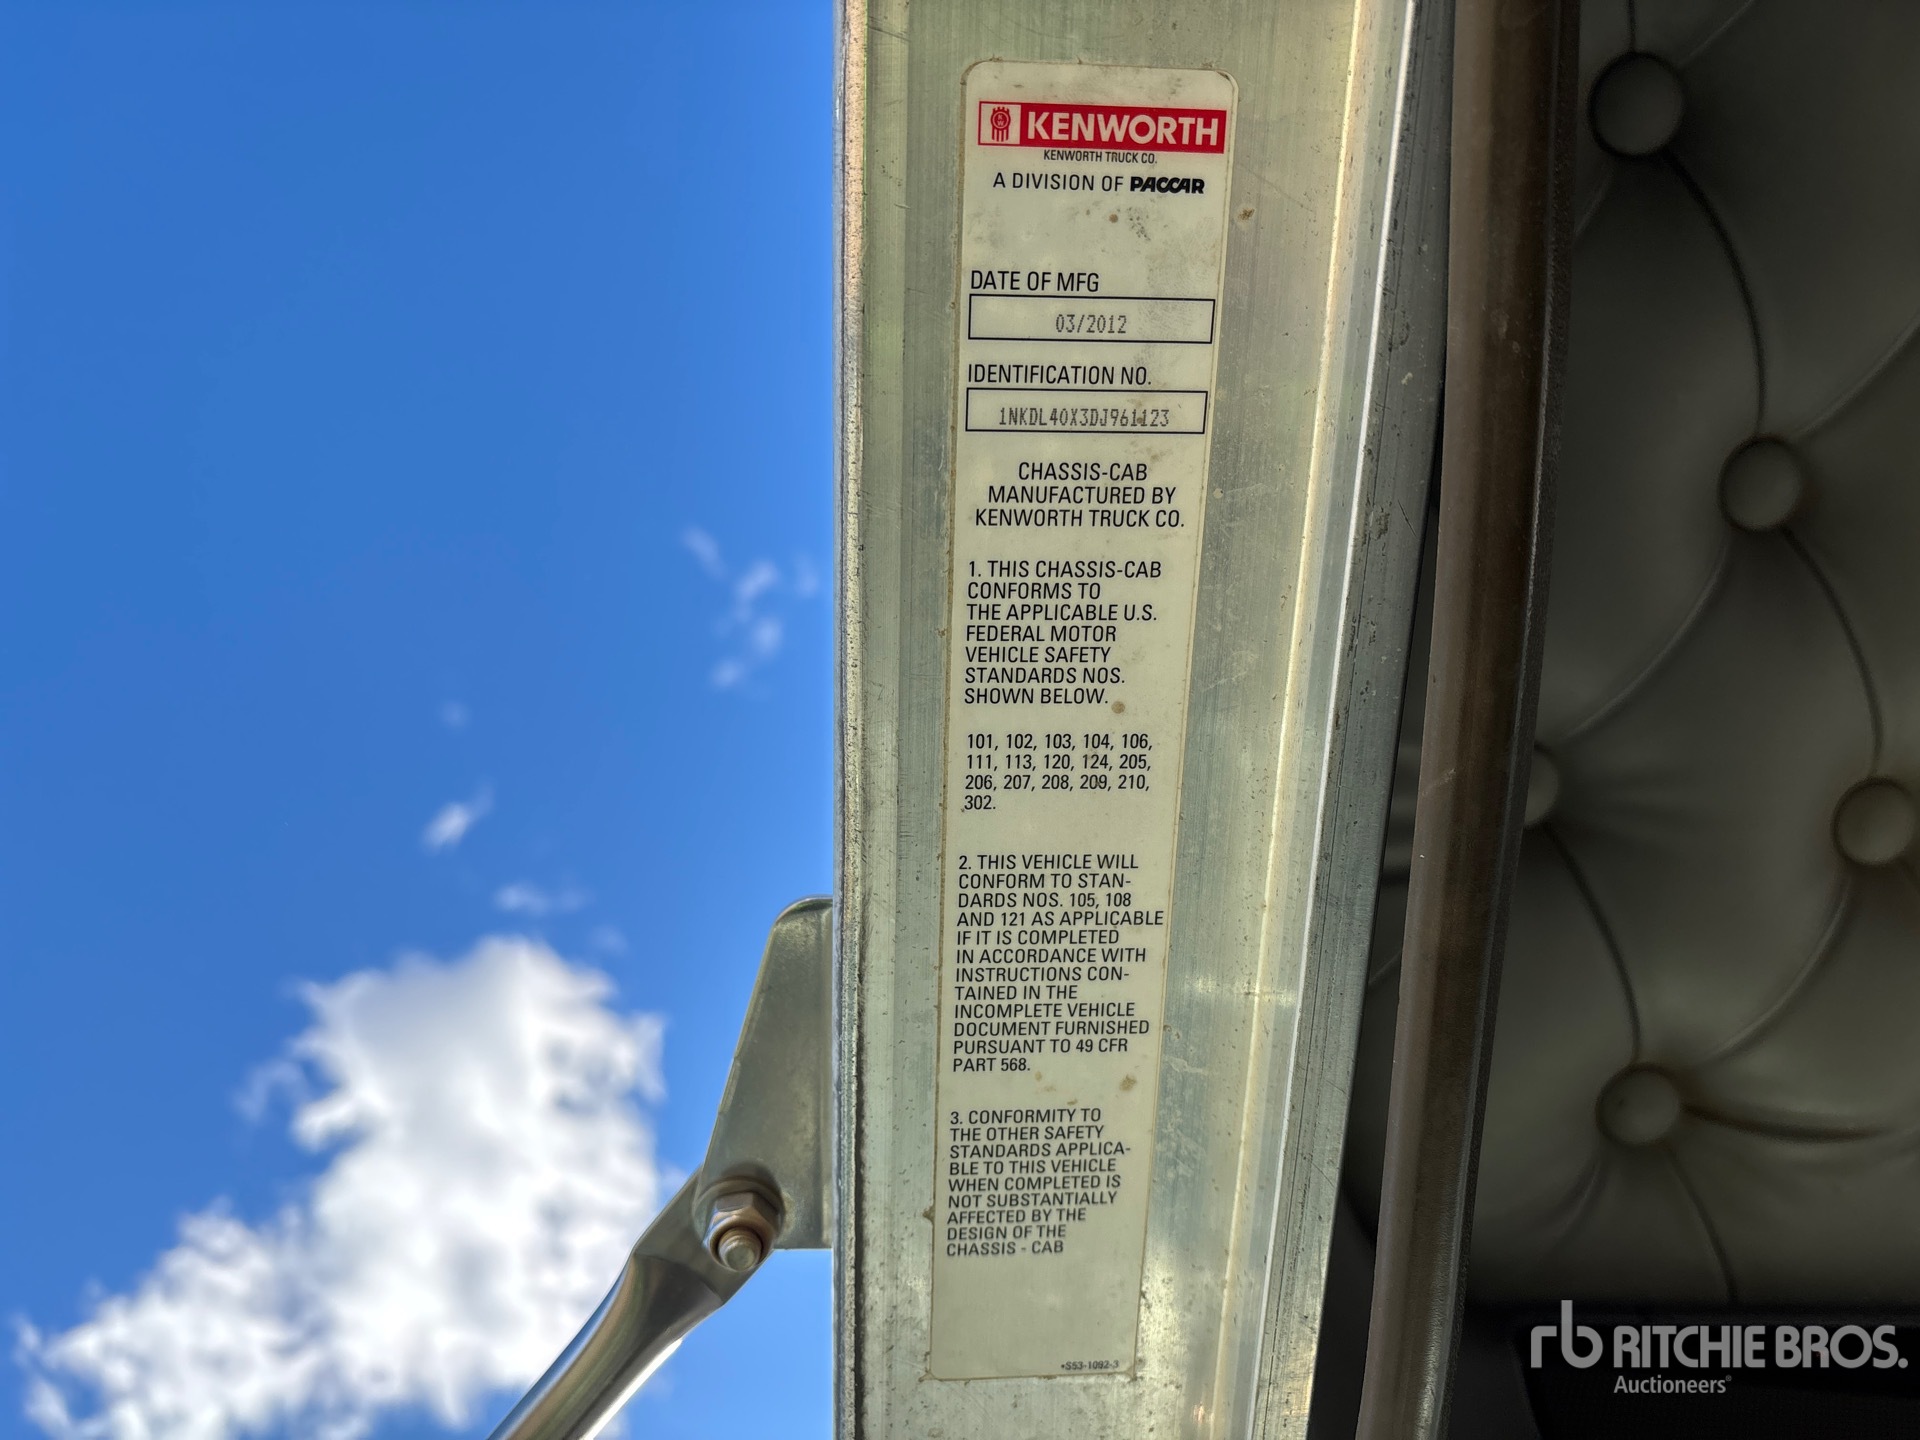 KENWORTH
KENWORTH TRUCK CO.
A DIVISION OF PACCAR
DATE OF MFG
03/2012
IDENTIFICATION NO.
1NKDL40X3DJ961123
CHASSIS-CAB
MANUFACTURED BY
KENWORTH TRUCK CO.
1. THIS CHASSIS-CAB
CONFORMS TO
THE APPLICABLE U.S.
FEDERAL MOTOR
VEHICLE SAFETY
STANDARDS NOS.
SHOWN BELOW.
101, 102, 103, 104, 106,
111, 113, 120, 124, 205,
206, 207, 208, 209, 210,
302.
2. THIS VEHICLE WILL
CONFORM TO STAN-
DARDS NOS. 105, 108
AND 121 AS APPLICABLE
IF IT IS COMPLETED
IN ACCORDANCE WITH
INSTRUCTIONS CON-
TAINED IN THE
INCOMPLETE VEHICLE
DOCUMENT FURNISHED
PURSUANT TO 49 CFR
PART 568.
3. CONFORMITY TO
THE OTHER SAFETY
STANDARDS APPLICA-
BLE TO THIS VEHICLE
WHEN COMPLETED IS
NOT SUBSTANTIALLY
AFFECTED BY THE
DESIGN OF THE
CHASSIS - CAB
*S53-1092-3
rb RITCHIE BROS.
Auctioneers®